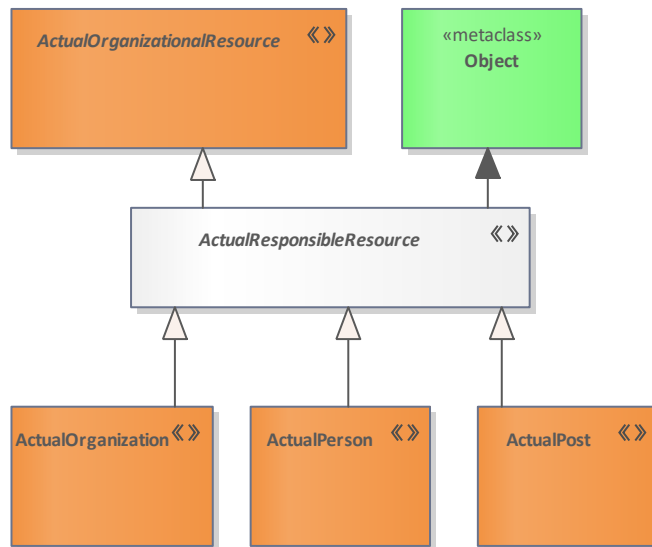 ActualOrganizationalResource «»
«metaclass»
Object
ActualResponsibleResource «»
ActualOrganization «»
ActualPerson «»
ActualPost «»